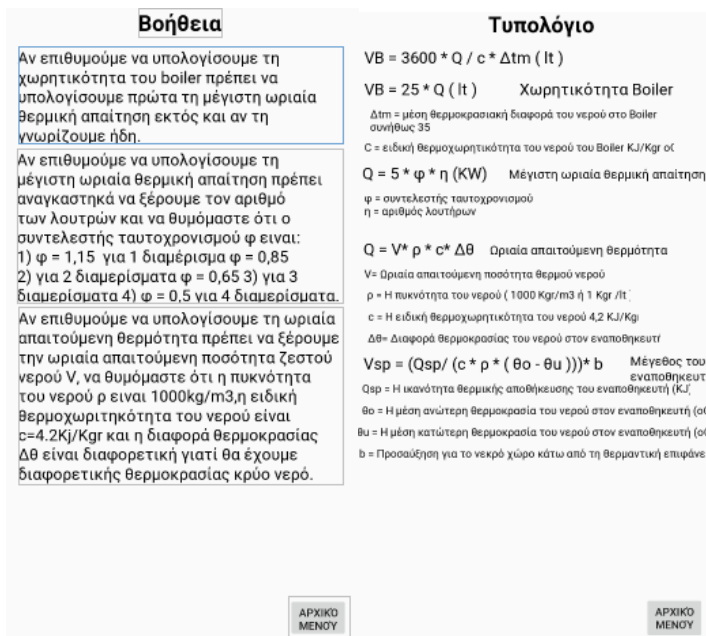 Βοήθεια
Αν επιθυμούμε να υπολογίσουμε τη
χωρητικότητα του boiler πρέπει να
υπολογίσουμε πρώτα τη μέγιστη ωριαία
θερμική απαίτηση εκτός και αν τη
γνωρίζουμε ήδη.
Αν επιθυμούμε να υπολογίσουμε τη
μέγιστη ωριαία θερμική απαίτηση πρέπει
αναγκαστηκά να ξέρουμε τον αριθμό
των λουτρών και να θυμόμαστε ότι ο
συντελεστής ταυτοχρονισμού φ ειναι:
1) φ = 1,15 για 1 διαμέρισμα φ = 0,85
2) για 2 διαμερίσματα φ = 0,65 3) για 3
διαμερίσματα 4) φ = 0,5 για 4 διαμερίσματα.
Αν επιθυμούμε να υπολογίσουμε τη ωριαία
απαιτούμενη θερμότητα πρέπει να ξέρουμε
την ωριαία απαιτούμενη ποσότητα ζεστού
νερού V, να θυμόμαστε ότι η πυκνότητα
του νερού ρ ειναι 1000kg/m3,η ειδική
θερμοχωριτηκότητα του νερού είναι
c=4.2Kj/Kgr και η διαφορά θερμοκρασίας
Δθ είναι διαφορετική γιατί θα έχουμε
διαφορετικής θερμοκρασίας κρύο νερό.
ΑΡΧΙΚΌ
ΜΕΝΟΎ
Τυπολόγιο
VB = 3600 * Q / c * Δtm ( lt )
VB = 25 * Q ( lt ) Χωρητικότητα Boiler
Δtm = μέση θερμοκρασιακή διαφορά του νερού στο Boiler
συνήθως 35
C = ειδική θερμοχωρητικότητα του νερού του Boiler KJ/Kgr
Q = 5 * φ * η (KW) Μέγιστη ωριαία θερμική απαίτηση
φ = συντελεστής ταυτοχρονισμού
η = αριθμός λουτήρων
Q = V* ρ * c* Δθ Ωριαία απαιτούμενη θερμότητα
V= Ωριαία απαιτούμενη ποσότητα θερμού νερού
ρ = Η πυκνότητα του νερού ( 1000 Kgr/m3 ή 1 Kgr /lt
c = Η ειδική θερμοχωρητικότητα του νερού 4,2 KJ/Kg
Δθ= Διαφορά θερμοκρασίας του νερού στον
Vsp = (Qsp/ (c * ρ * ( θο - θu )))* b Μέγεθος του
Qsp = Η ικανότητα θερμικής αποθήκευσης του εναποθηκευτή (KJ
θο = Η μέση ανώτερη θερμοκρασία του νερού στον εναποθηκευτή
θu = Η μέση κατώτερη θερμοκρασία του νερού στον εναποθηκευτή
b = Προσαύξηση για το νεκρό χώρο κάτω από τη θερμαντική
ΑΡΧΙΚΌ
ΜΕΝΟΎ